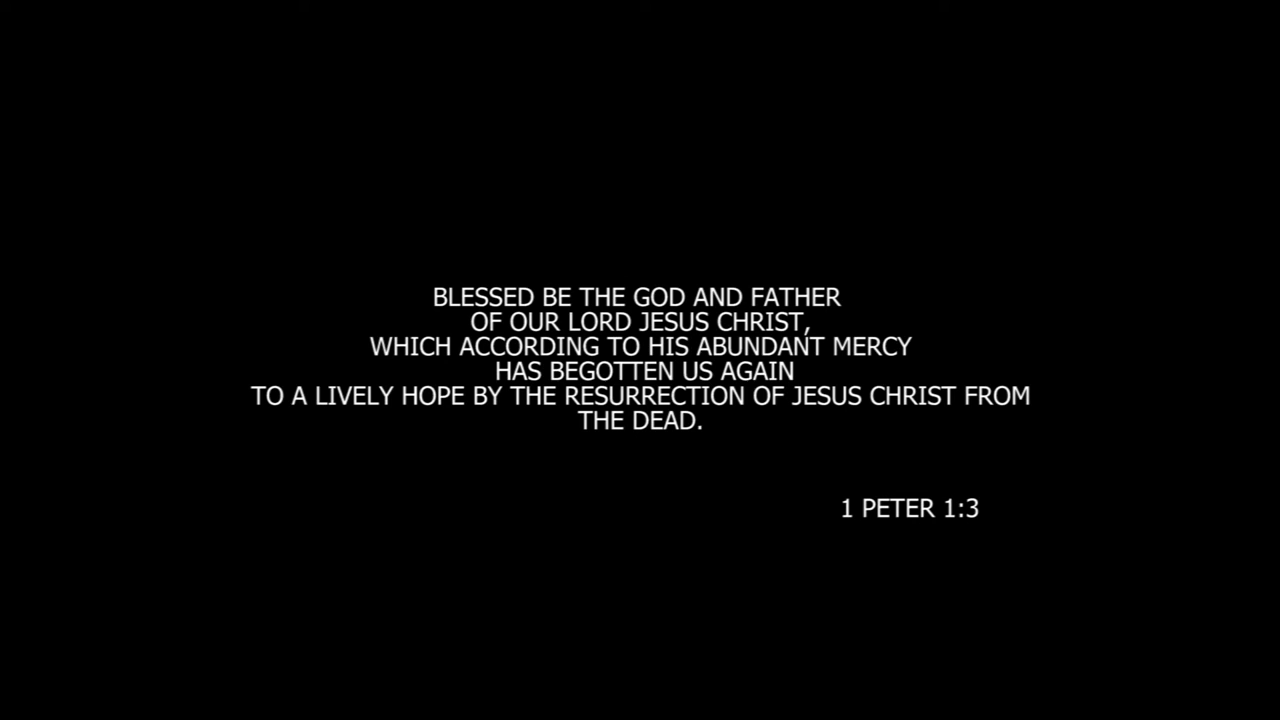 BLESSED BE THE GOD AND FATHER
OF OUR LORD JESUS CHRIST,
WHICH ACCORDING TO HIS ABUNDANT MERCY
HAS BEGOTTEN US AGAIN
TO A LIVELY HOPE BY THE RESURRECTION OF JESUS CHRIST FROM
THE DEAD.
1 PETER 1:3